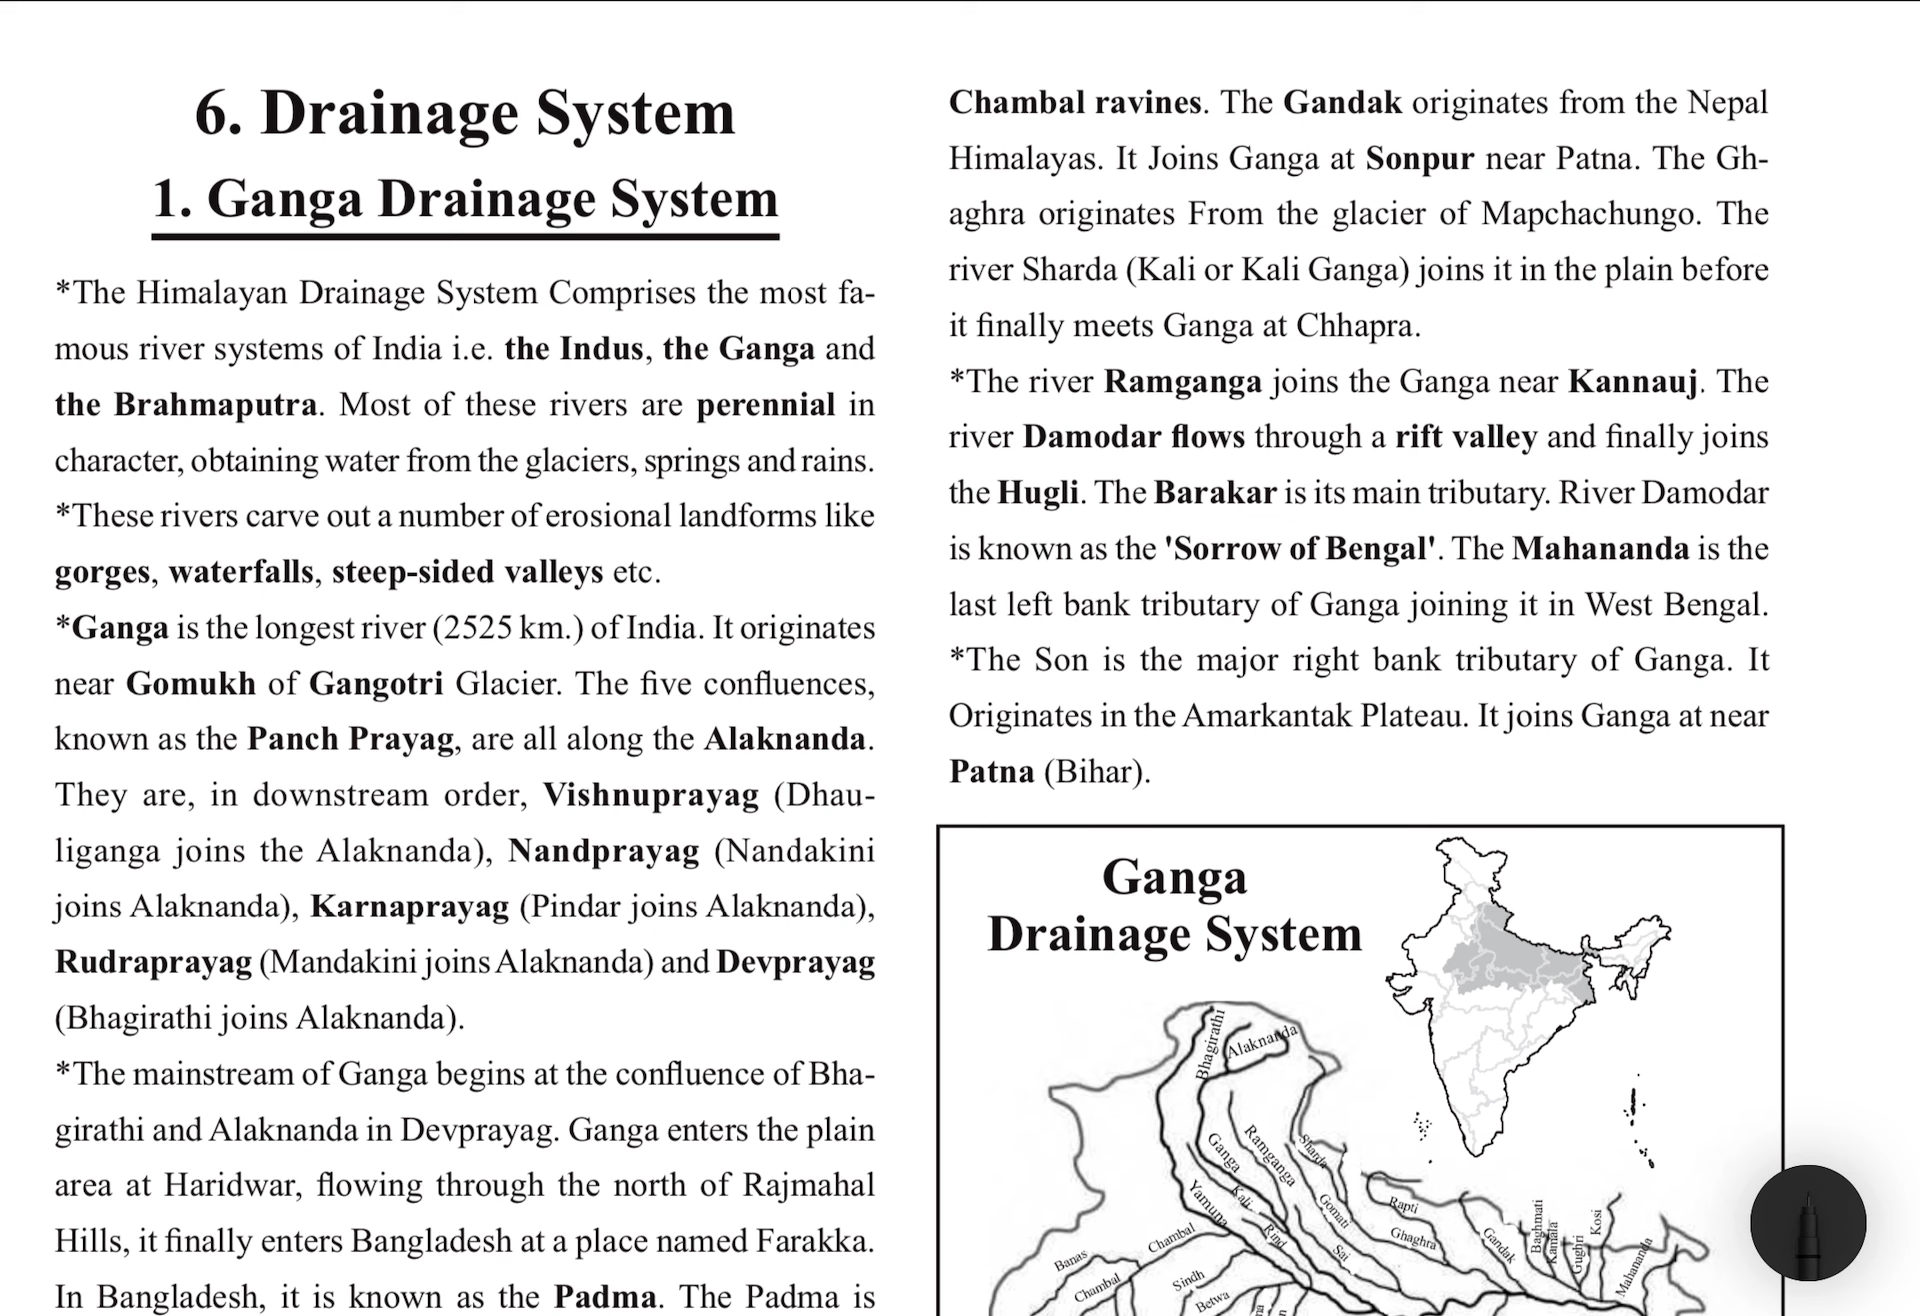 6. Drainage System
1. Ganga Drainage System
*The Himalayan Drainage System Comprises the most fa-
mous river systems of India i.e. the Indus, the Ganga and
the Brahmaputra. Most of these rivers are perennial in
character, obtaining water from the glaciers, springs and rains.
*These rivers carve out a number of erosional landforms like
gorges, waterfalls, steep-sided valleys etc.
*Ganga is the longest river (2525 km.) of India. It originates
near Gomukh of Gangotri Glacier. The five confluences,
known as the Panch Prayag, are all along the Alaknanda.
They are, in downstream order, Vishnuprayag (Dhau-
liganga joins the Alaknanda), Nandprayag (Nandakini
joins Alaknanda), Karnaprayag (Pindar joins Alaknanda),
Rudraprayag (Mandakini joins Alaknanda) and Devprayag
(Bhagirathi joins Alaknanda).
*The mainstream of Ganga begins at the confluence of Bha-
girathi and Alaknanda in Devprayag. Ganga enters the plain
area at Haridwar, flowing through the north of Rajmahal
Hills, it finally enters Bangladesh at a place named Farakka.
In Bangladesh, it is known as the Padma. The Padma is
Chambal ravines. The Gandak originates from the Nepal
Himalayas. It Joins Ganga at Sonpur near Patna. The Gh-
aghra originates From the glacier of Mapchachungo. The
river Sharda (Kali or Kali Ganga) joins it in the plain before
it finally meets Ganga at Chhapra.
*The river Ramganga joins the Ganga near Kannauj. The
river Damodar flows through a rift valley and finally joins
the Hugli. The Barakar is its main tributary. River Damodar
is known as the 'Sorrow of Bengal'. The Mahananda is the
last left bank tributary of Ganga joining it in West Bengal.
*The Son is the major right bank tributary of Ganga. It
Originates in the Amarkantak Plateau. It joins Ganga at near
Patna (Bihar).
Ganga
Drainage System
Bhagirathi
Alaknanda
Ganga
Ramganga
Sharda
Yamuna
Kali
Rind
Gomati
Sai
Rapti
Ghaghra
Gandak
Baghmati
Kamala
Gughri
Kosi
Mahananda
Banas
Chambal
Chambal
Sindh
Betwa